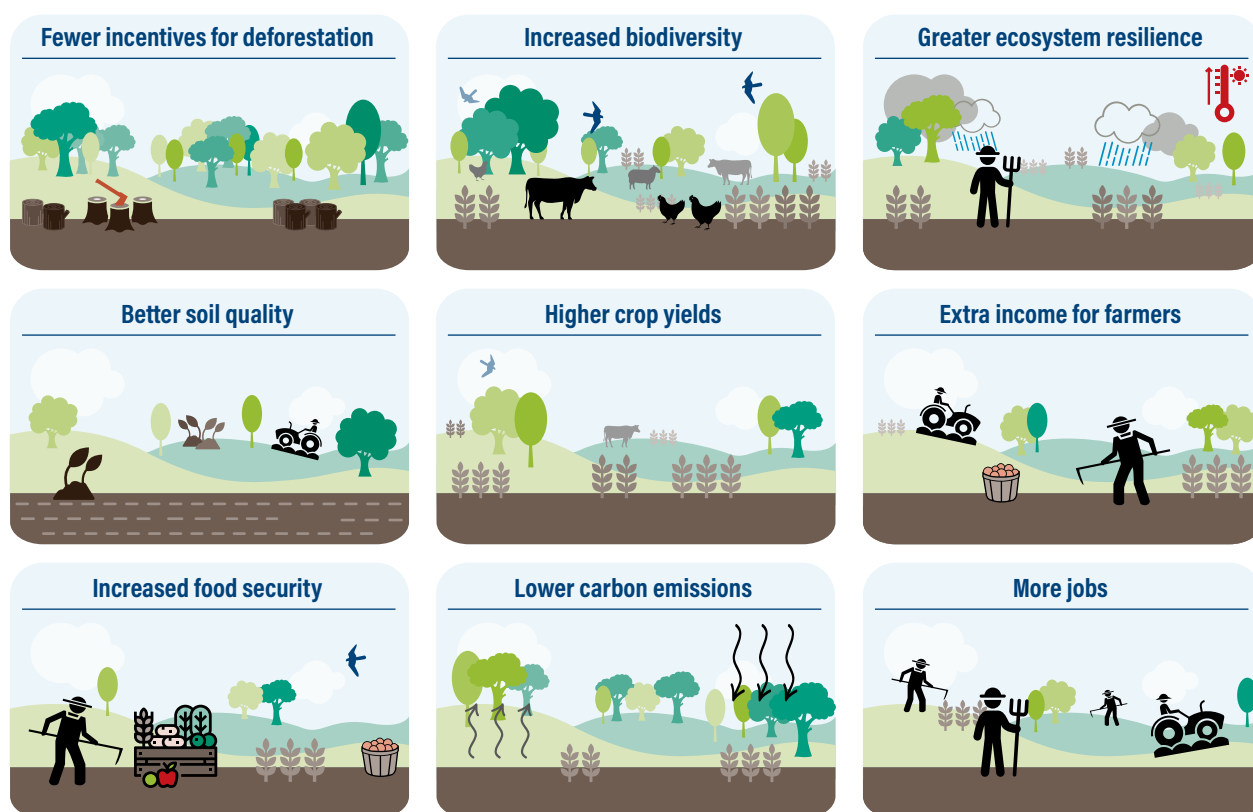 Fewer incentives for deforestation
Increased biodiversity
Greater ecosystem resilience
Better soil quality
Higher crop yields
Extra income for farmers
Increased food security
Lower carbon emissions
More jobs